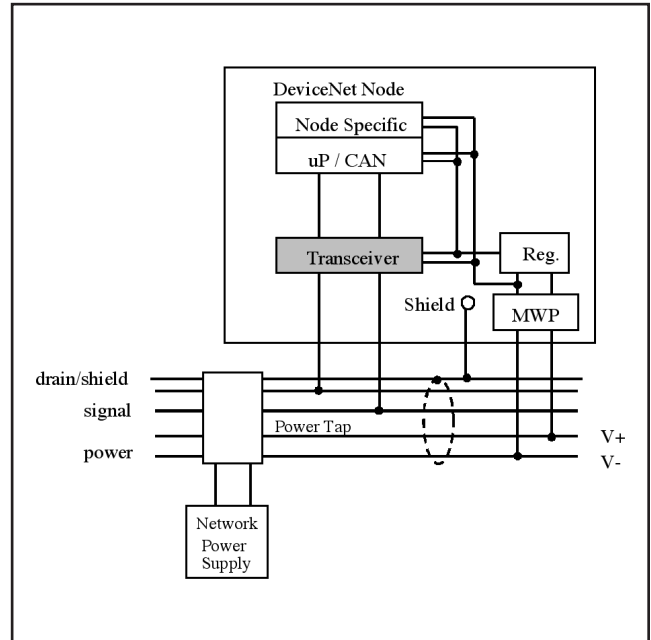 DeviceNet Node
Node Specific
uP / CAN
Transceiver
Reg.
Shield
MWP
drain/shield
signal
Power Tap
power
V+
V-
Network
Power
Supply